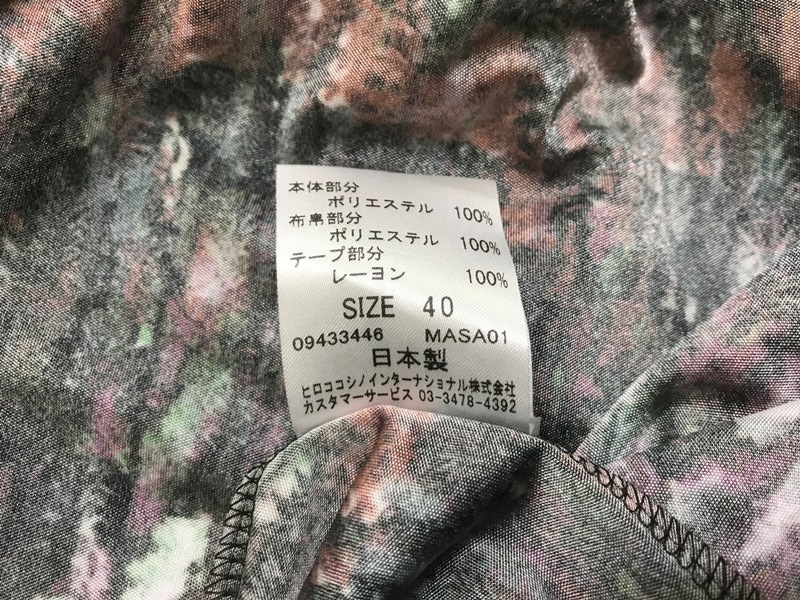 本体部分
ポリエステル 100%
布帛部分
ポリエステル 100%
テープ部分
レーヨン 100%
SIZE 40
09433446 MASA01
日本製
ヒロココシノインターナショナル株式会社
カスタマーサービス 03-3478-4392